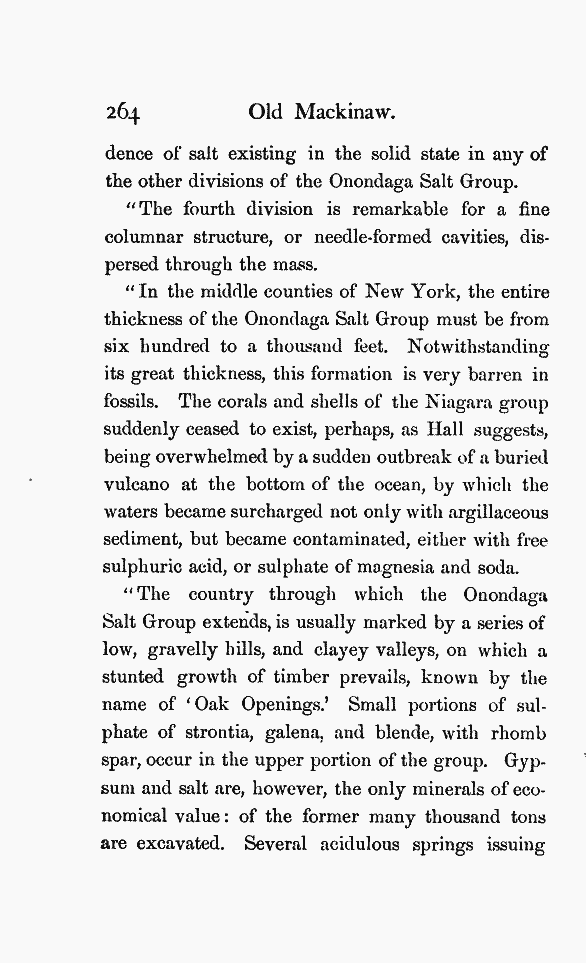 264 Old Mackinaw.
dence of salt existing in the solid state in any of
the other divisions of the Onondaga Salt Group.
"The fourth division is remarkable for a fine
columnar structure, or needle-formed cavities, dis-
persed through the mass.
"In the middle counties of New York, the entire
thickness of the Onondaga Salt Group must be from
six hundred to a thousand feet. Notwithstanding
its great thickness, this formation is very barren in
fossils. The corals and shells of the Niagara group
suddenly ceased to exist, perhaps, as Hall suggests,
being overwhelmed by a sudden outbreak of a buried
vulcano at the bottom of the ocean, by which the
waters became surcharged not only with argillaceous
sediment, but became contaminated, either with free
sulphuric acid, or sulphate of magnesia and soda.
"The country through which the Onondaga
Salt Group extends, is usually marked by a series of
low, gravelly hills, and clayey valleys, on which a
stunted growth of timber prevails, known by the
name of 'Oak Openings.' Small portions of sul-
phate of strontia, galena, and blende, with rhomb
spar, occur in the upper portion of the group. Gyp-
sum and salt are, however, the only minerals of eco-
nomical value: of the former many thousand tons
are excavated. Several acidulous springs issuing